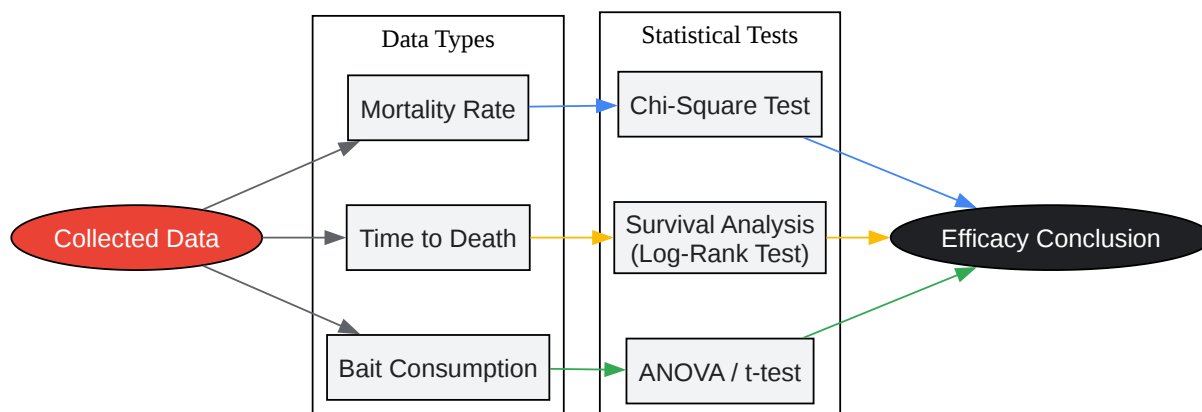 Data Types
Statistical Tests
Mortality Rate
Chi-Square Test
Collected Data
Time to Death
Survival Analysis
(Log-Rank Test)
Efficacy Conclusion
Bait Consumption
ANOVA / t-test